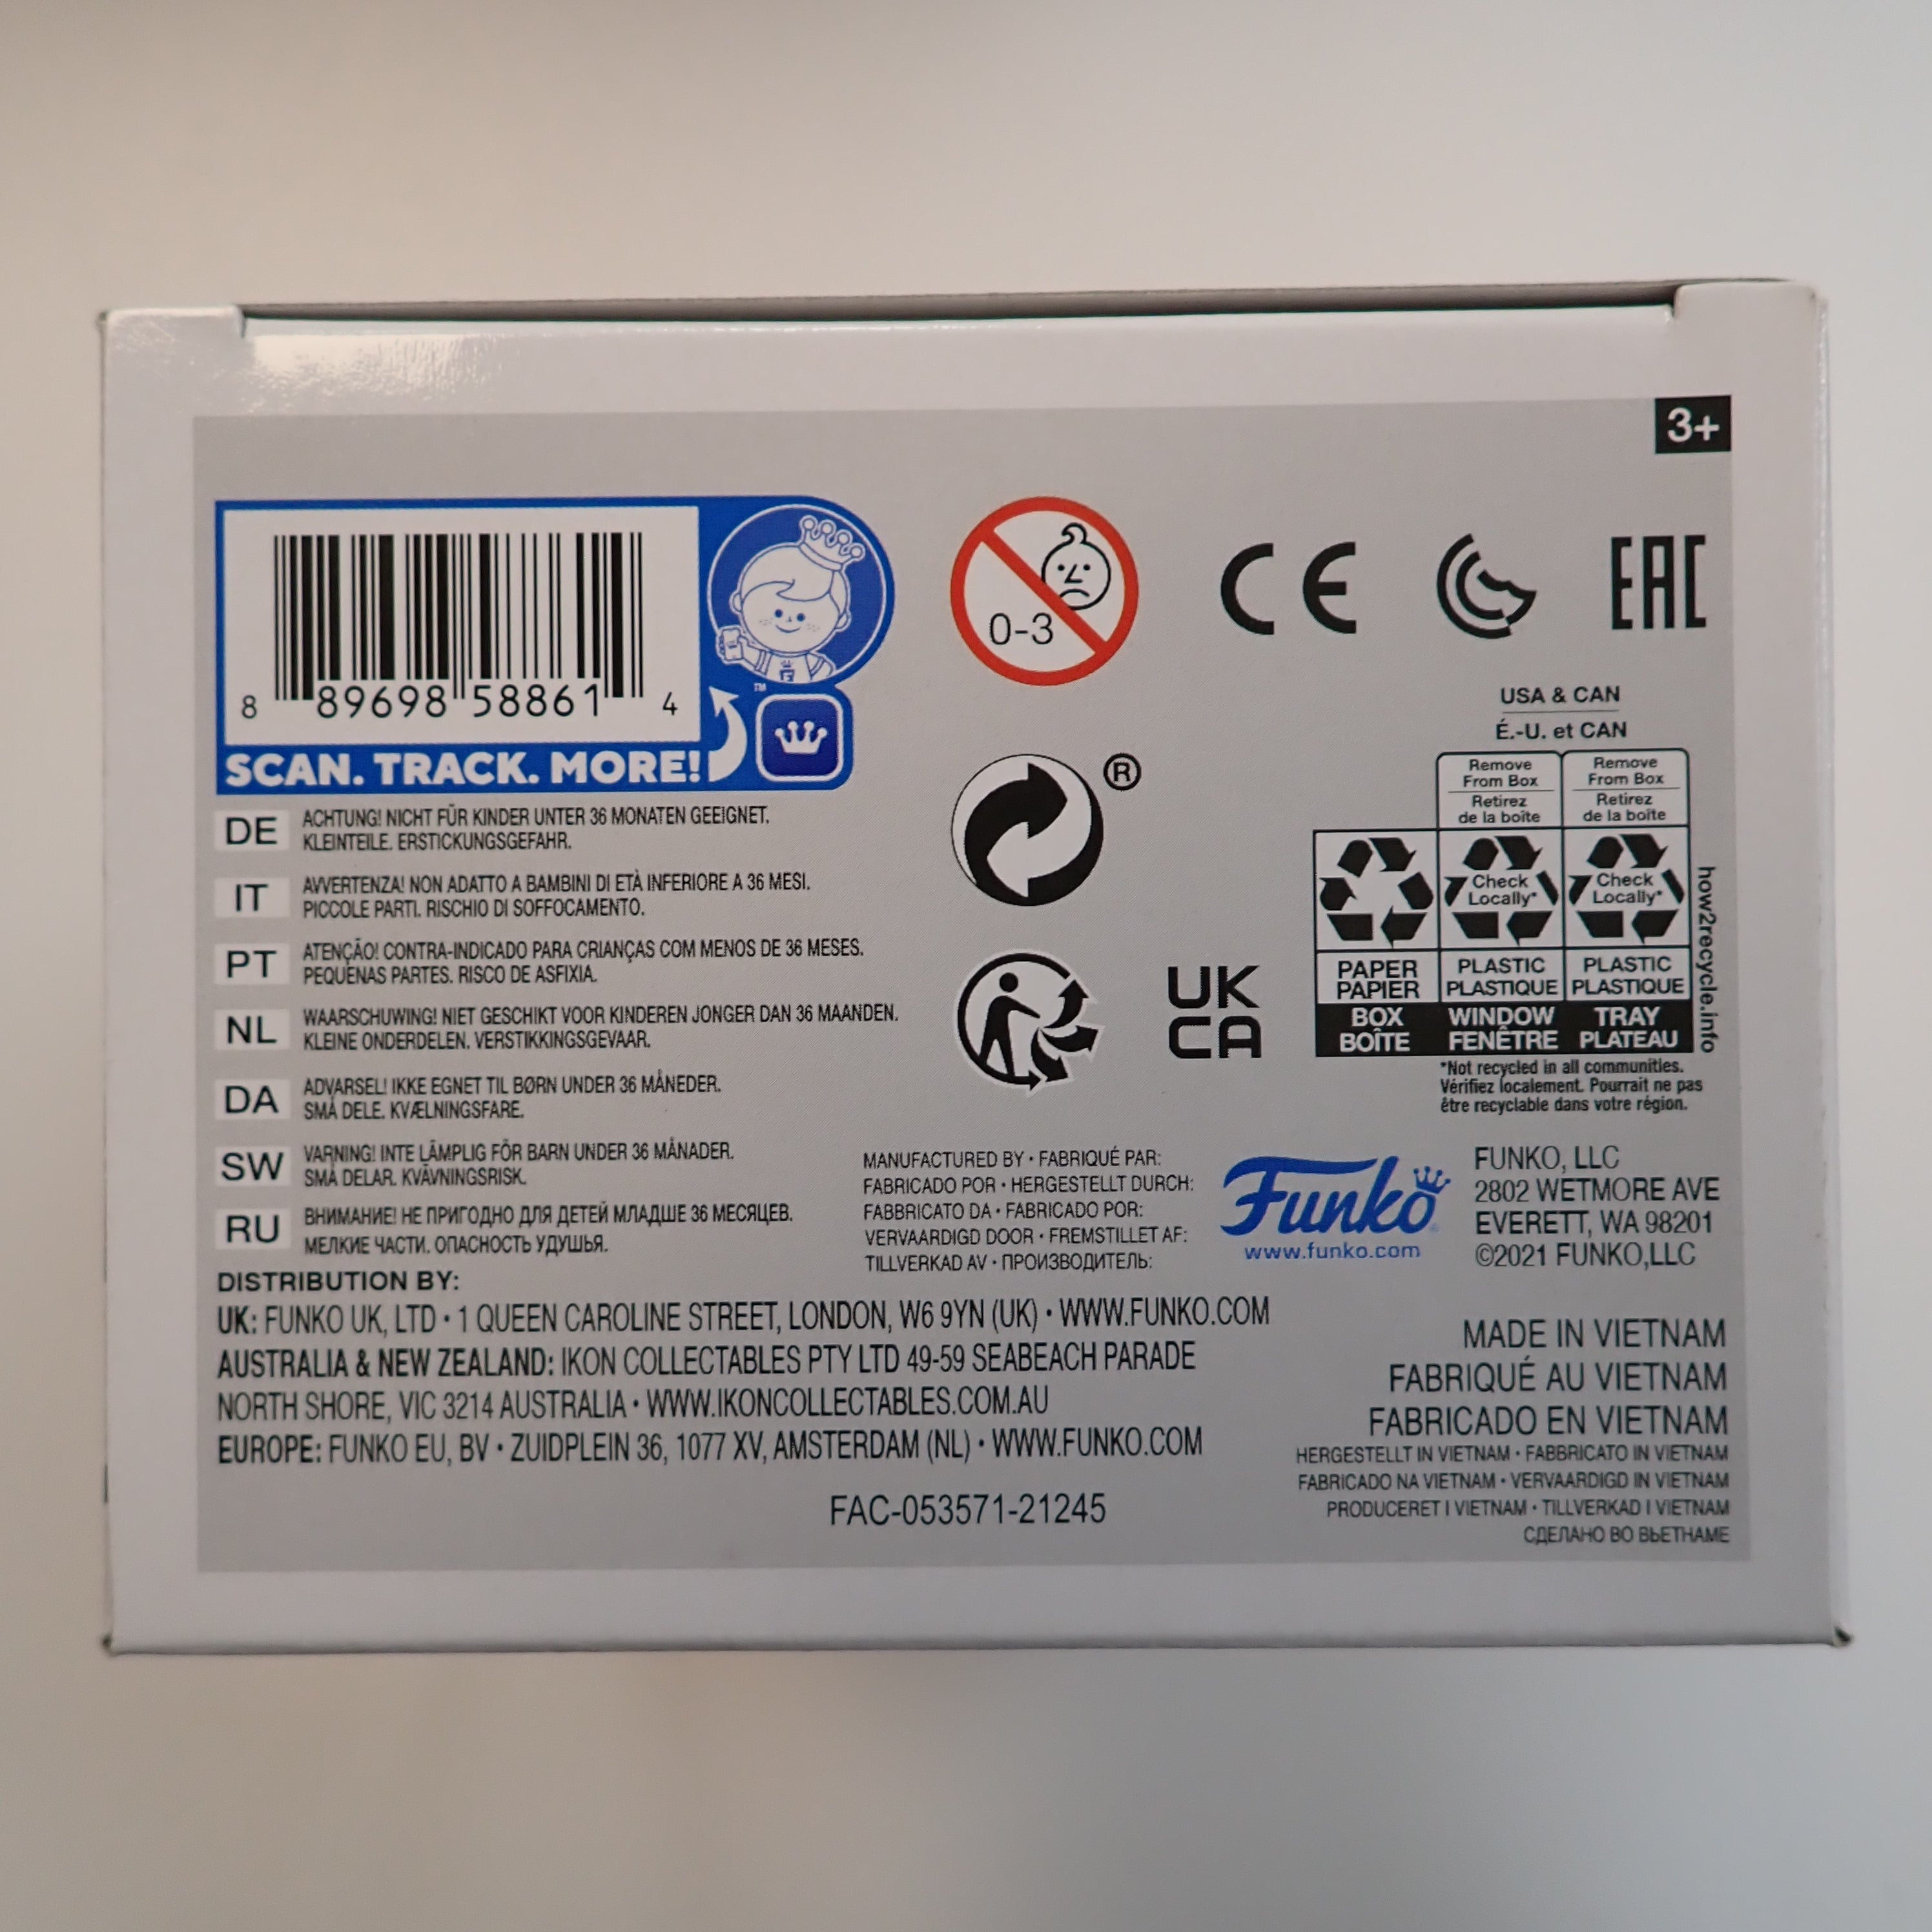 3+
8 89698 58861 4
SCAN. TRACK. MORE!
™
0-3
CE
EAC
®
UK
CA
USA & CAN
É.-U. et CAN
Remove
From Box
Retirez
de la boîte
Remove
From Box
Retirez
de la boîte
Check
Locally*
Check
Locally*
PAPER
PAPIER
PLASTIC
PLASTIQUE
PLASTIC
PLASTIQUE
BOX
BOÎTE
WINDOW
FENÊTRE
TRAY
PLATEAU
how2recycle.info
*Not recycled in all communities.
Vérifiez localement. Pourrait ne pas
être recyclable dans votre région.
DE ACHTUNG! NICHT FÜR KINDER UNTER 36 MONATEN GEEIGNET.
KLEINTEILE. ERSTICKUNGSGEFAHR.
IT AVVERTENZA! NON ADATTO A BAMBINI DI ETÀ INFERIORE A 36 MESI.
PICCOLE PARTI. RISCHIO DI SOFFOCAMENTO.
PT ATENÇÃO! CONTRA-INDICADO PARA CRIANÇAS COM MENOS DE 36 MESES.
PEQUENAS PARTES. RISCO DE ASFIXIA.
NL WAARSCHUWING! NIET GESCHIKT VOOR KINDEREN JONGER DAN 36 MAANDEN.
KLEINE ONDERDELEN. VERSTIKKINGSGEVAAR.
DA ADVARSEL! IKKE EGNET TIL BØRN UNDER 36 MÅNEDER.
SMÅ DELE. KVÆLNINGSFARE.
SW VARNING! INTE LÄMPLIG FÖR BARN UNDER 36 MÅNADER.
SMÅ DELAR. KVÄVNINGSRISK.
RU ВНИМАНИЕ! НЕ ПРИГОДНО ДЛЯ ДЕТЕЙ МЛАДШЕ 36 МЕСЯЦЕВ.
МЕЛКИЕ ЧАСТИ. ОПАСНОСТЬ УДУШЬЯ.
MANUFACTURED BY • FABRIQUÉ PAR:
FABRICADO POR • HERGESTELLT DURCH:
FABBRICATO DA • FABRICADO POR:
VERVAARDIGD DOOR • FREMSTILLET AF:
TILLVERKAD AV • ПРОИЗВОДИТЕЛЬ:
Funko
www.funko.com
FUNKO, LLC
2802 WETMORE AVE
EVERETT, WA 98201
©2021 FUNKO,LLC
DISTRIBUTION BY:
UK: FUNKO UK, LTD • 1 QUEEN CAROLINE STREET, LONDON, W6 9YN (UK) • WWW.FUNKO.COM
AUSTRALIA & NEW ZEALAND: IKON COLLECTABLES PTY LTD 49-59 SEABEACH PARADE
NORTH SHORE, VIC 3214 AUSTRALIA • WWW.IKONCOLLECTABLES.COM.AU
EUROPE: FUNKO EU, BV • ZUIDPLEIN 36, 1077 XV, AMSTERDAM (NL) • WWW.FUNKO.COM
FAC-053571-21245
MADE IN VIETNAM
FABRIQUÉ AU VIETNAM
FABRICADO EN VIETNAM
HERGESTELLT IN VIETNAM • FABBRICATO IN VIETNAM
FABRICADO NA VIETNAM • VERVAARDIGD IN VIETNAM
PRODUCERET I VIETNAM • TILLVERKAD I VIETNAM
СДЕЛАНО ВО ВЬЕТНАМЕ